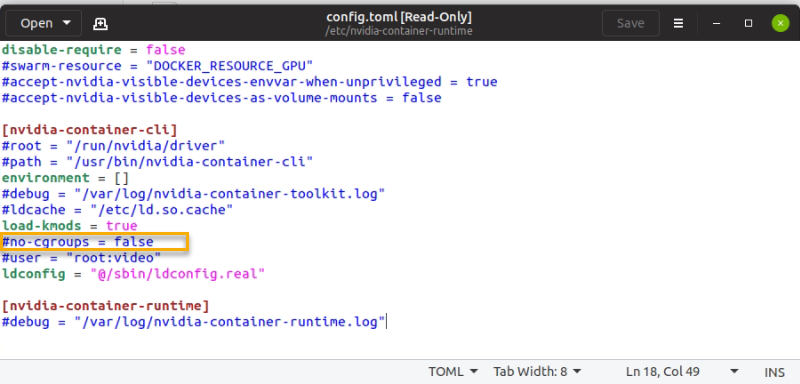 Open
config.toml [Read-Only]
/etc/nvidia-container-runtime
Save
disable-require = false
#swarm-resource = "DOCKER_RESOURCE_GPU"
#accept-nvidia-visible-devices-envvar-when-unprivileged = true
#accept-nvidia-visible-devices-as-volume-mounts = false
[nvidia-container-cli]
#root = "/run/nvidia/driver"
#path = "/usr/bin/nvidia-container-cli"
environment = []
#debug = "/var/log/nvidia-container-toolkit.log"
#ldcache = "/etc/ld.so.cache"
load-kmods = true
#no-cgroups = false
#user = "root:video"
ldconfig = "@/sbin/ldconfig.real"
[nvidia-container-runtime]
#debug = "/var/log/nvidia-container-runtime.log"
TOML Tab Width: 8 Ln 18, Col 49 INS